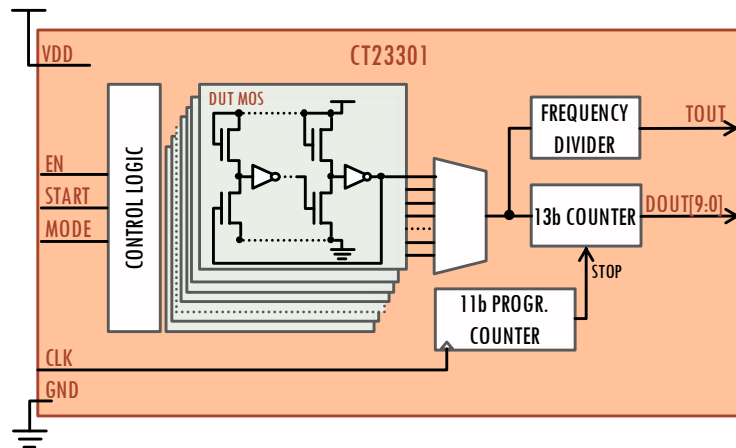 CT23301
VDD
DUT MOS
CONTROL LOGIC
EN
START
MODE
FREQUENCY
DIVIDER
TOUT
13b COUNTER
DOUT[9:0]
STOP
11b PROGR.
COUNTER
CLK
GND